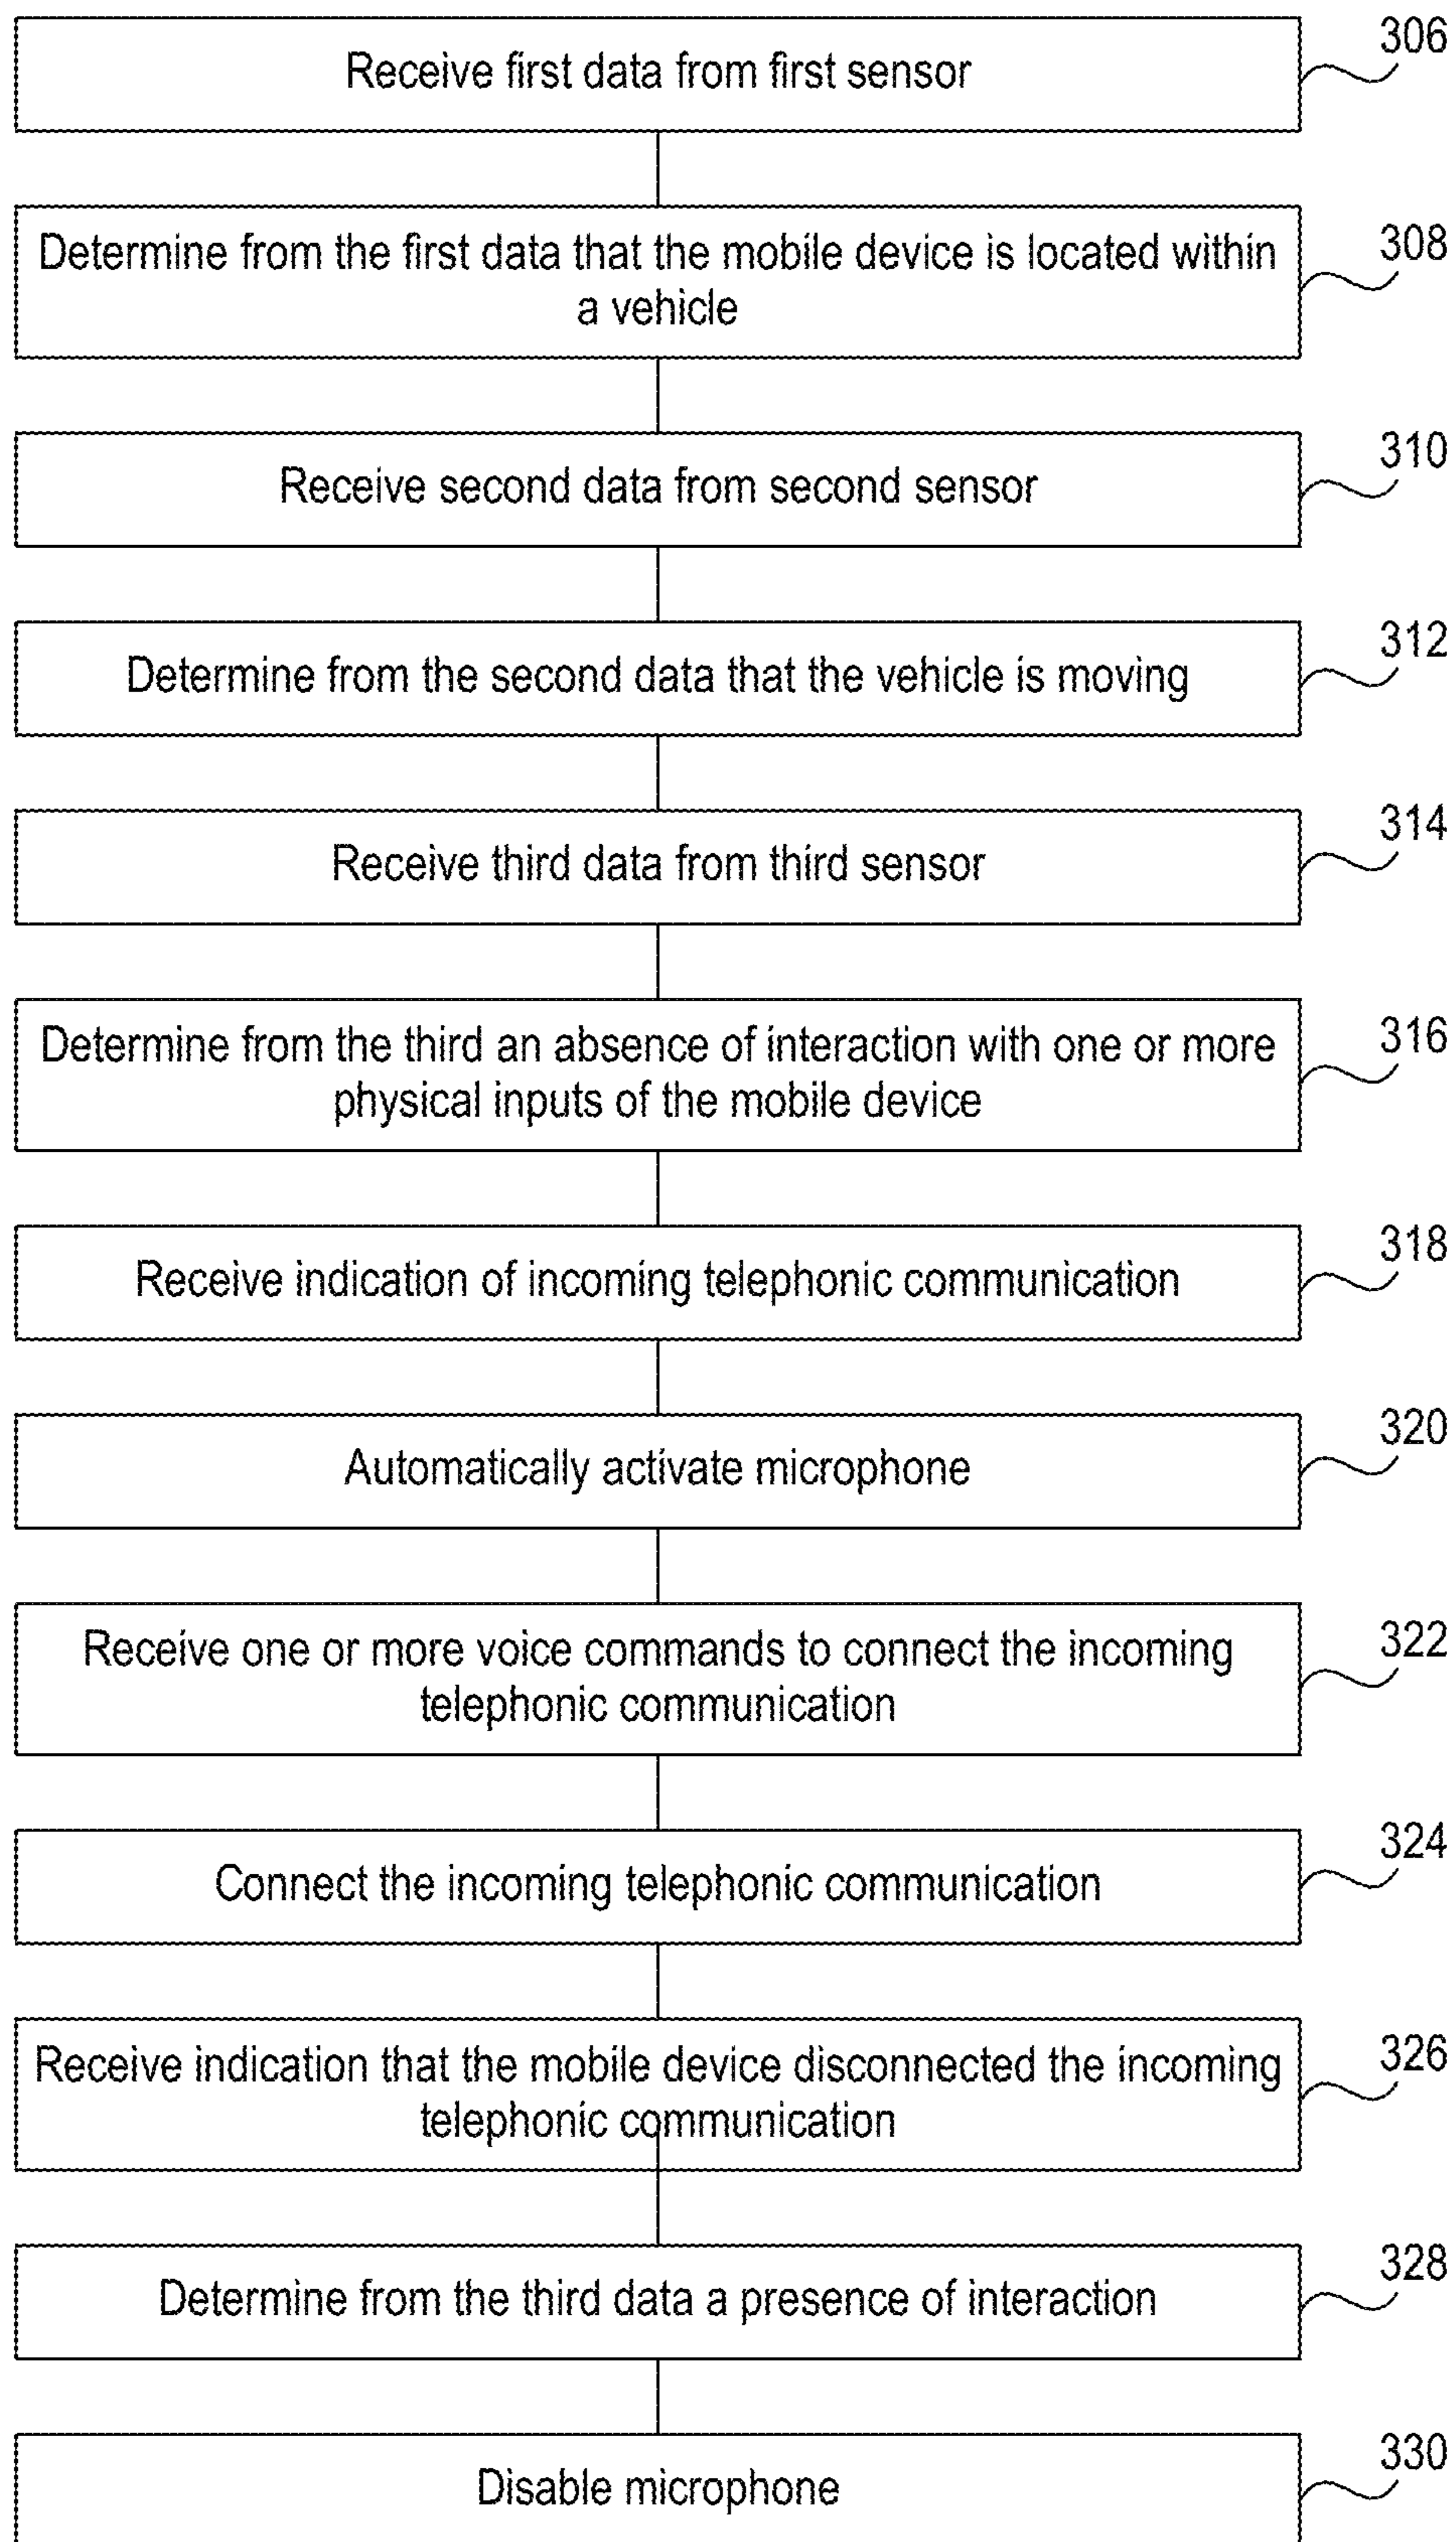 306
Receive first data from first sensor
308
Determine from the first data that the mobile device is located within
a vehicle
310
Receive second data from second sensor
312
Determine from the second data that the vehicle is moving
314
Receive third data from third sensor
316
Determine from the third an absence of interaction with one or more
physical inputs of the mobile device
318
Receive indication of incoming telephonic communication
320
Automatically activate microphone
322
Receive one or more voice commands to connect the incoming
telephonic communication
324
Connect the incoming telephonic communication
326
Receive indication that the mobile device disconnected the incoming
telephonic communication
328
Determine from the third data a presence of interaction
330
Disable microphone